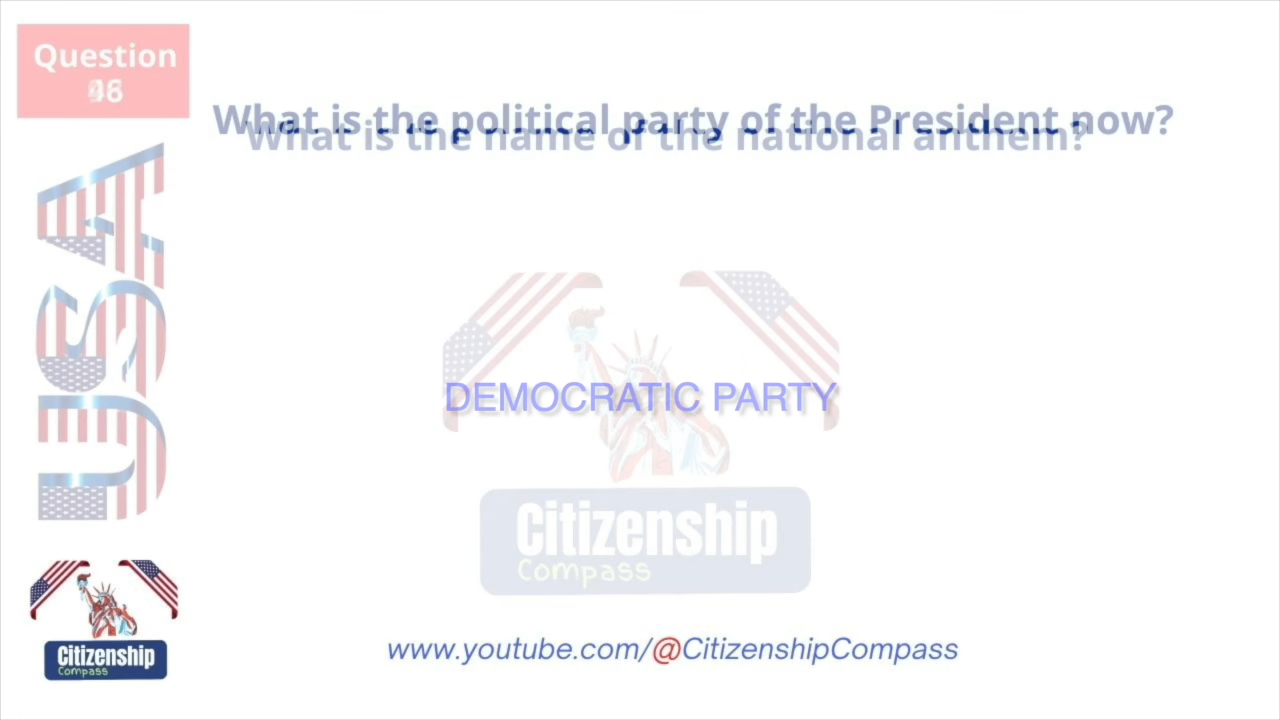 Question
What is the political party of the President now?
What is the name of the national anthem?
USA
DEMOCRATIC PARTY
Citizenship
Compass
Citizenship
Compass
www.youtube.com/@CitizenshipCompass